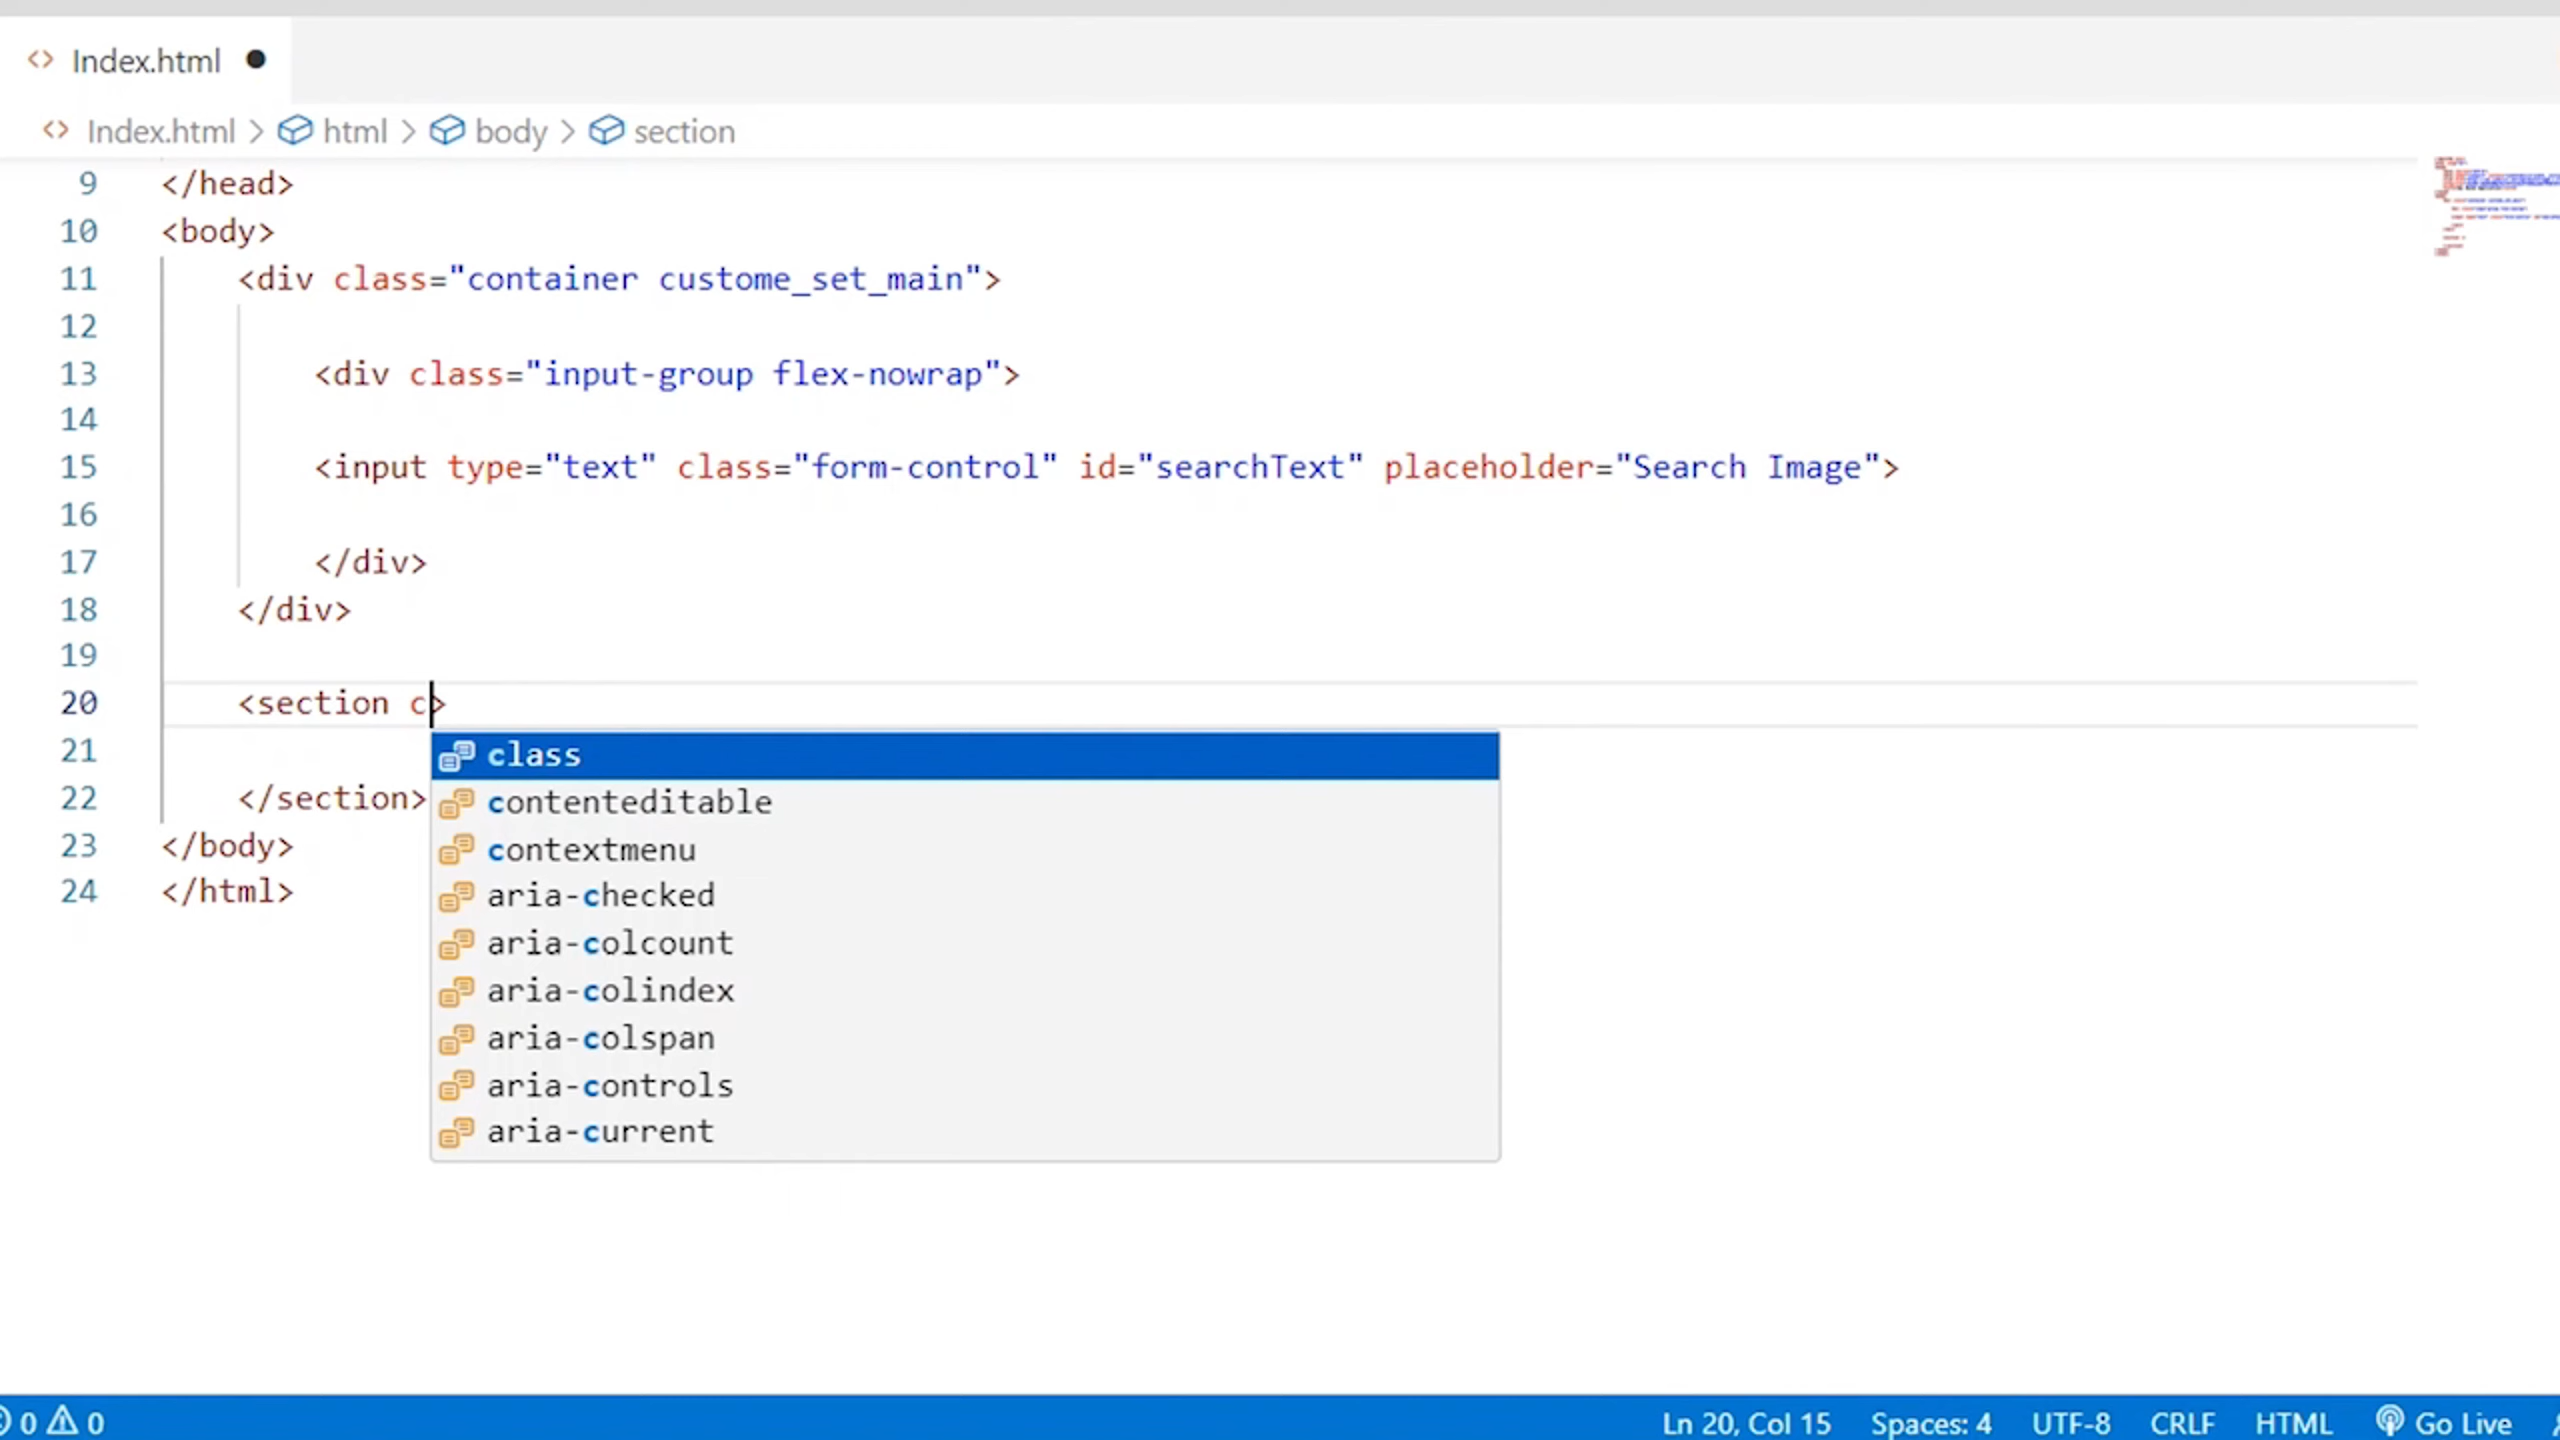 Index.html
Index.html > html > body > section
9 </head>
10 <body>
11 <div class="container custome_set_main">
12
13 <div class="input-group flex-nowrap">
14
15 <input type="text" class="form-control" id="searchText" placeholder="Search Image">
16
17 </div>
18 </div>
19
20 <section c>
21
22 </section>
23 </body>
24 </html>
class
contenteditable
contextmenu
aria-checked
aria-colcount
aria-colindex
aria-colspan
aria-controls
aria-current
0 0 Ln 20, Col 15 Spaces: 4 UTF-8 CRLF HTML Go Live